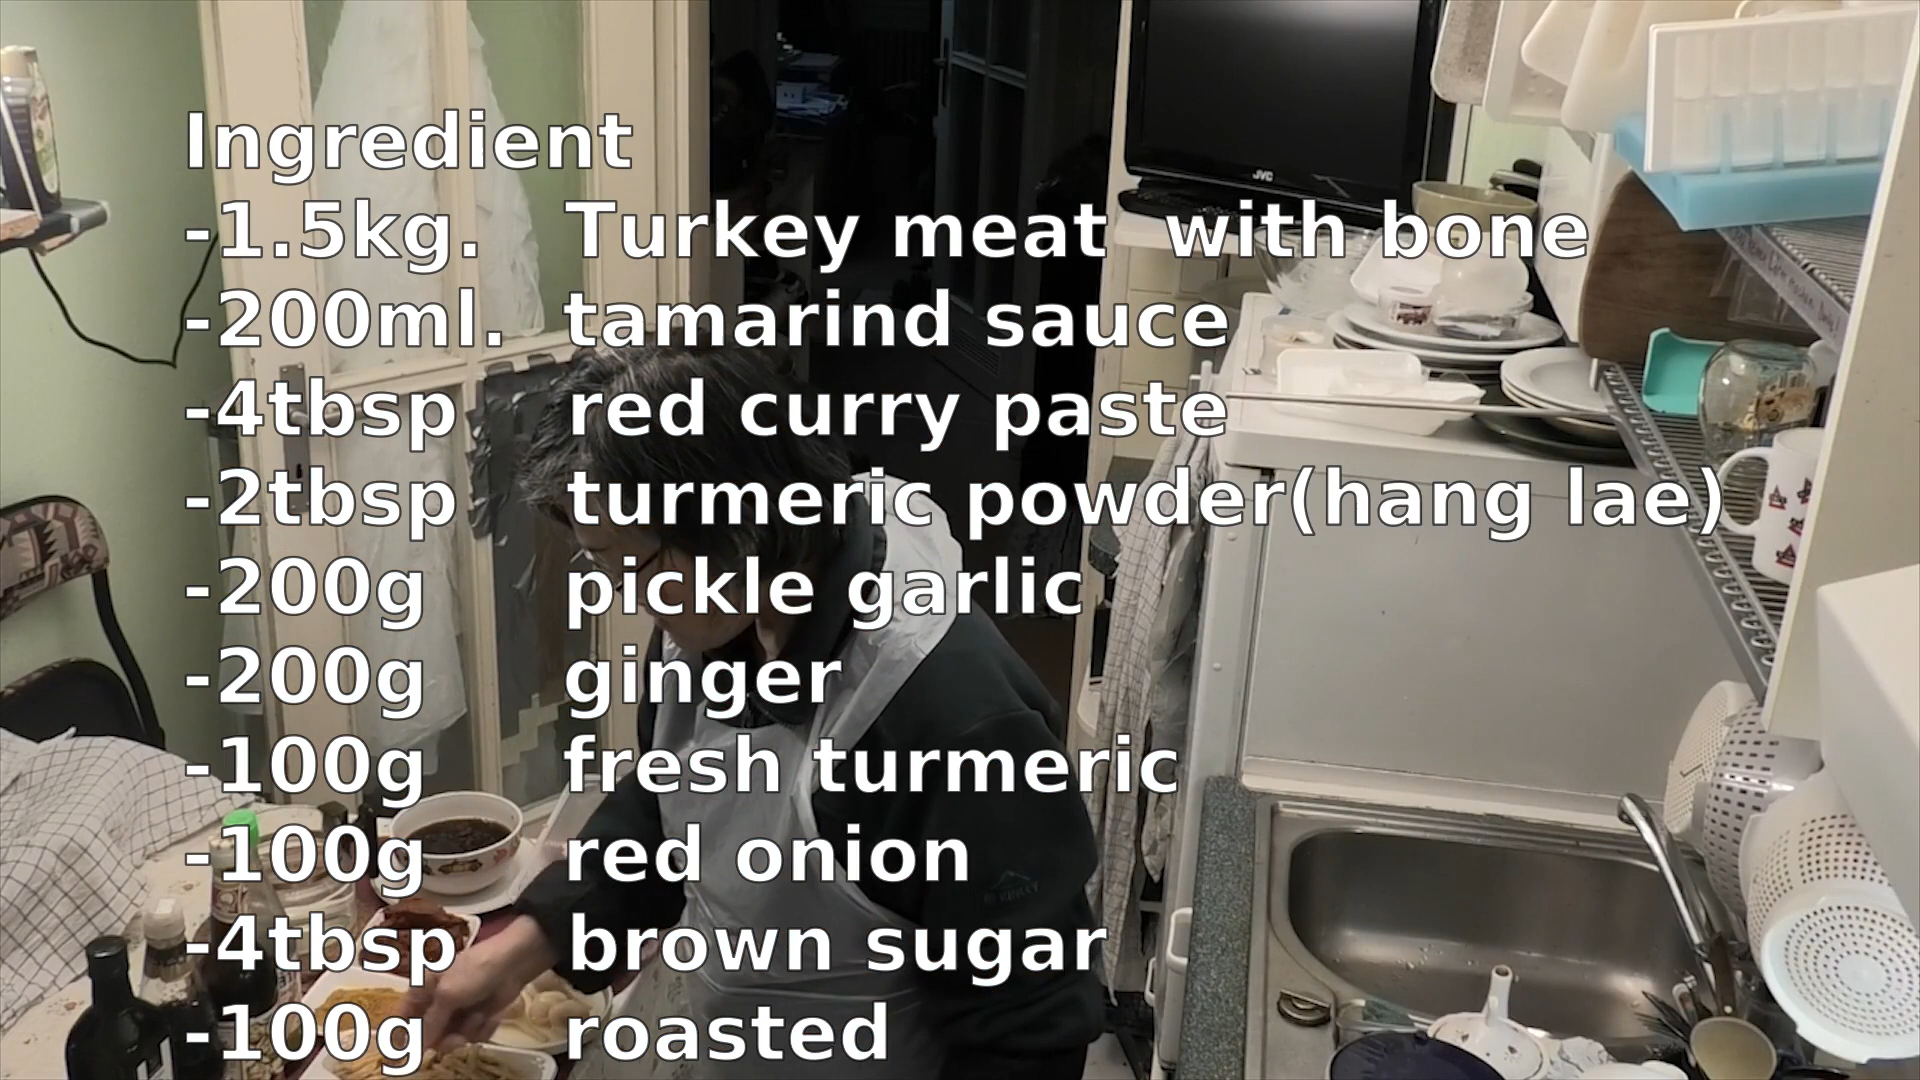 Ingredient
-1.5kg. Turkey meat with bone
-200ml. tamarind sauce
-4tbsp red curry paste
-2tbsp turmeric powder(hang lae)
-200g pickle garlic
-200g ginger
-100g fresh turmeric
-100g red onion
-4tbsp brown sugar
-100g roasted
JVC